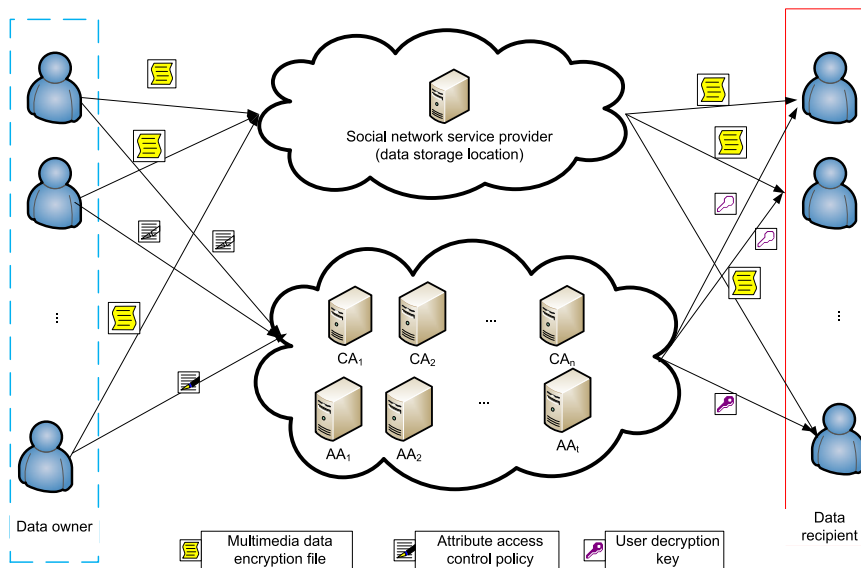 Social network service provider
(data storage location)
...
CA1 CA2 ... CAn
AA1 AA2 ... AAt
...
Data owner
Data
recipient
Multimedia data
encryption file
Attribute access
control policy
User decryption
key